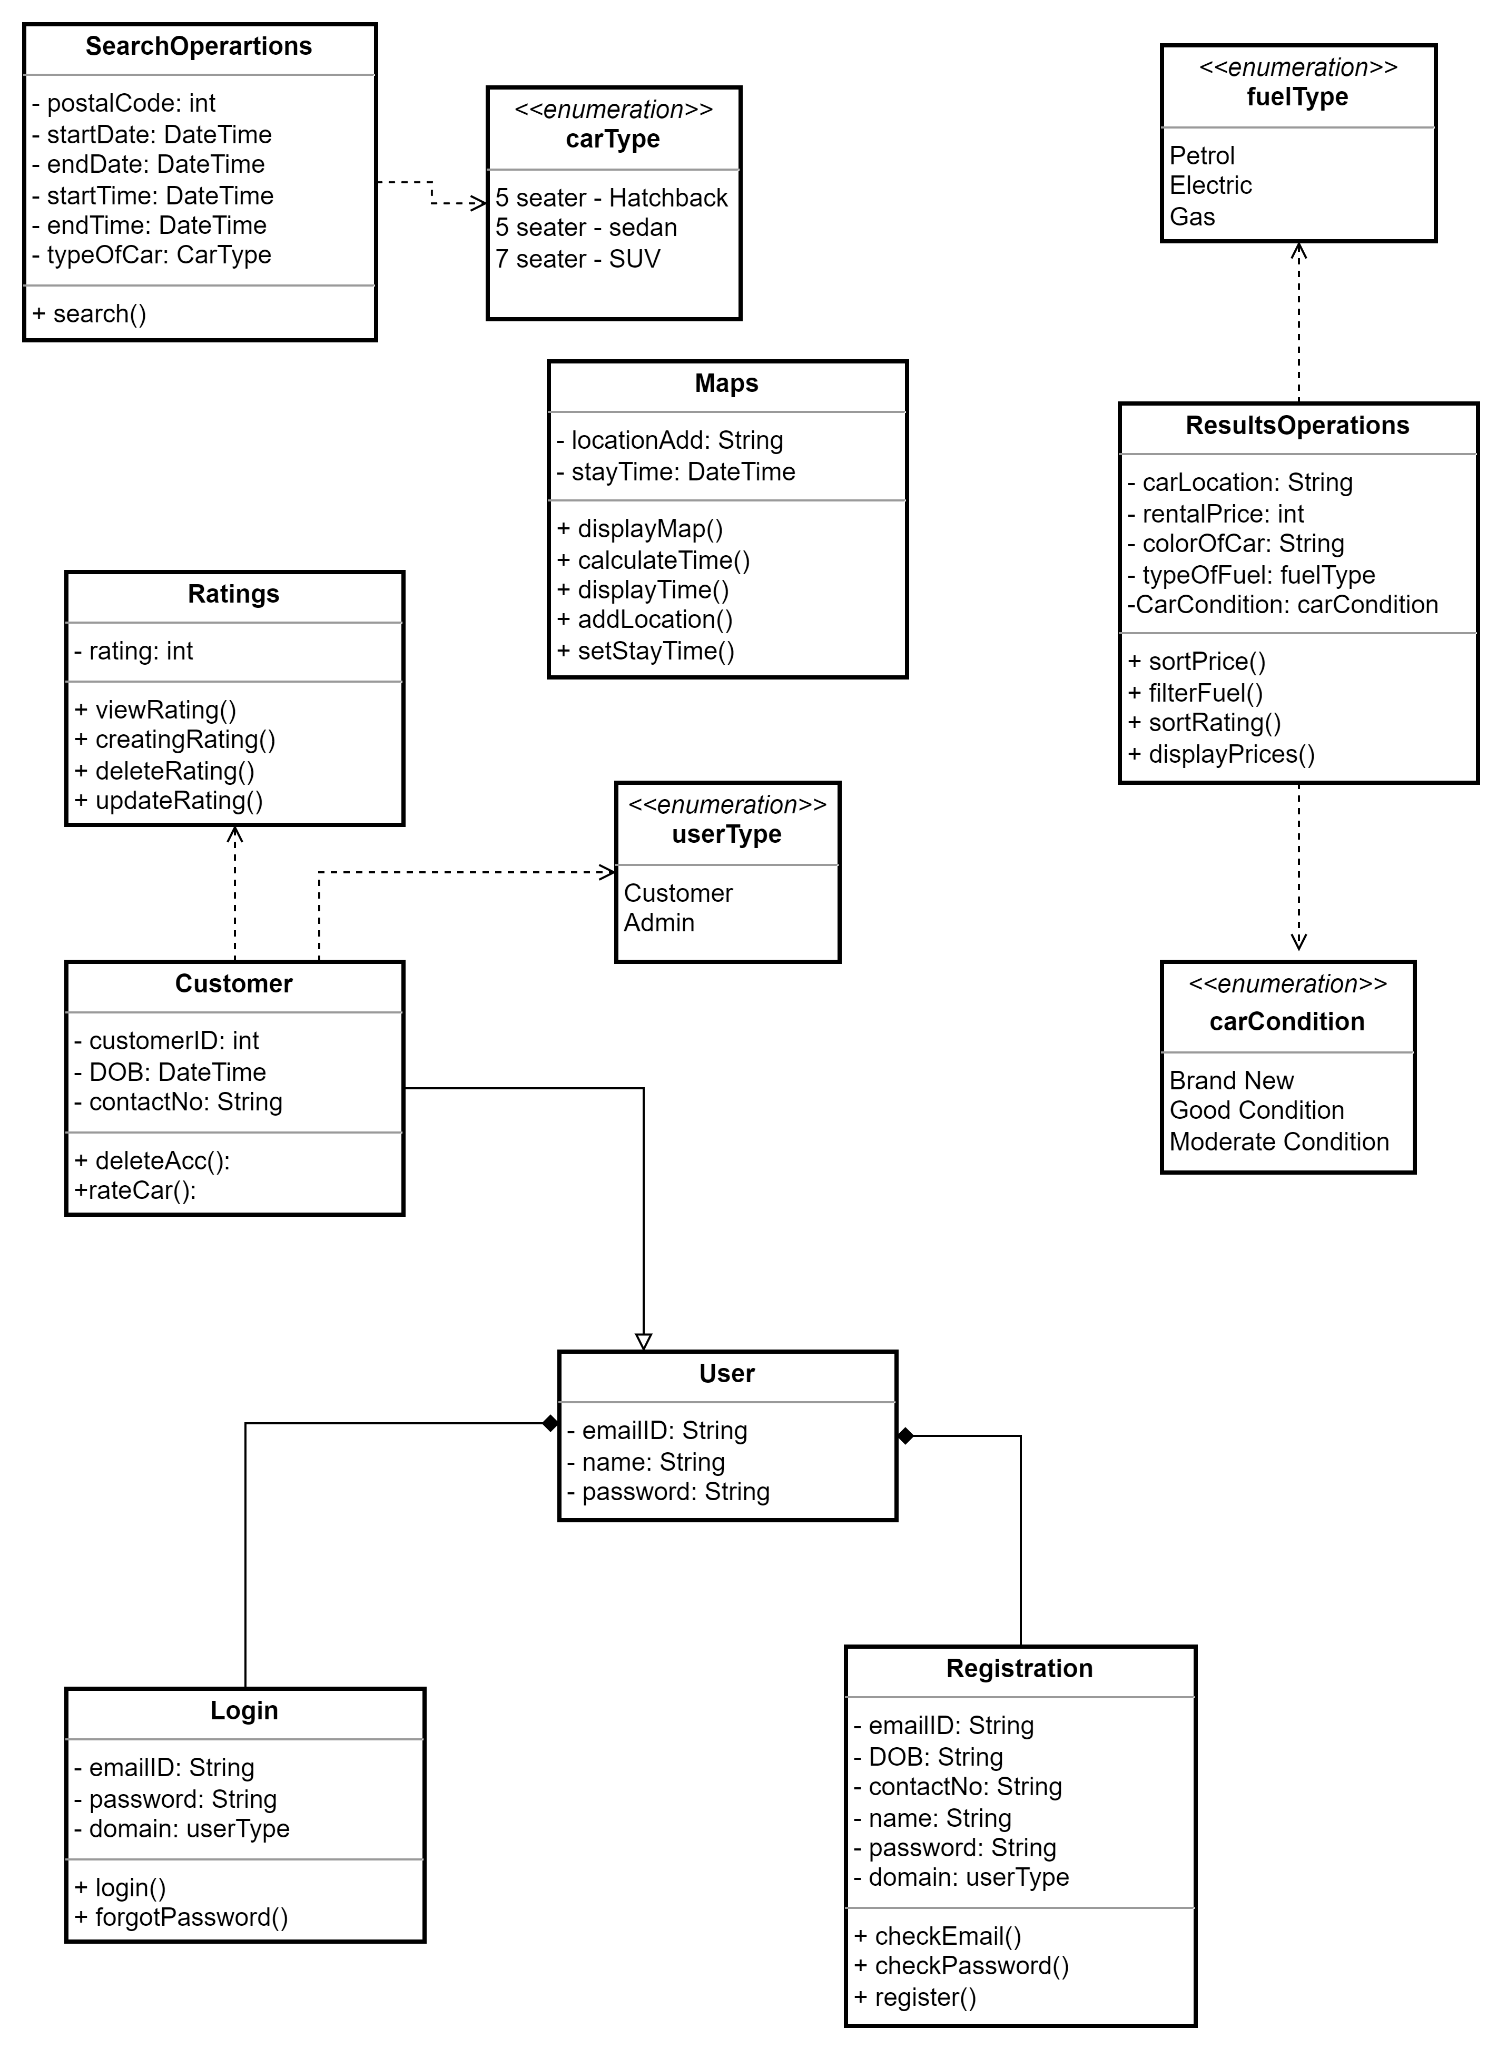 SearchOperartions
- postalCode: int
- startDate: DateTime
- endDate: DateTime
- startTime: DateTime
- endTime: DateTime
- typeOfCar: CarType
+ search()
<<enumeration>>
carType
5 seater - Hatchback
5 seater - sedan
7 seater - SUV
<<enumeration>>
fuelType
Petrol
Electric
Gas
Maps
- locationAdd: String
- stayTime: DateTime
+ displayMap()
+ calculateTime()
+ displayTime()
+ addLocation()
+ setStayTime()
ResultsOperations
- carLocation: String
- rentalPrice: int
- colorOfCar: String
- typeOfFuel: fuelType
-CarCondition: carCondition
+ sortPrice()
+ filterFuel()
+ sortRating()
+ displayPrices()
Ratings
- rating: int
+ viewRating()
+ creatingRating()
+ deleteRating()
+ updateRating()
<<enumeration>>
userType
Customer
Admin
Customer
- customerID: int
- DOB: DateTime
- contactNo: String
+ deleteAcc():
+rateCar():
<<enumeration>>
carCondition
Brand New
Good Condition
Moderate Condition
User
- emailID: String
- name: String
- password: String
Login
- emailID: String
- password: String
- domain: userType
+ login()
+ forgotPassword()
Registration
- emailID: String
- DOB: String
- contactNo: String
- name: String
- password: String
- domain: userType
+ checkEmail()
+ checkPassword()
+ register()